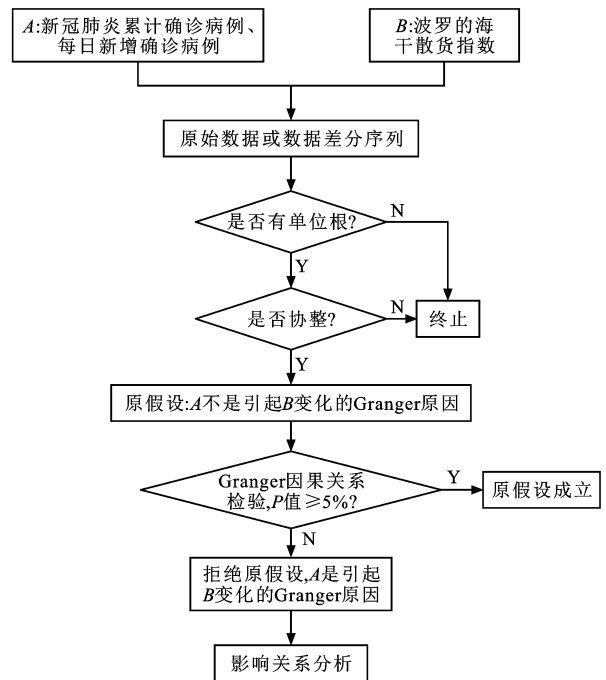 A:新冠肺炎累计确诊病例、
每日新增确诊病例
B:波罗的海
干散货指数
原始数据或数据差分序列
是否有单位根?
N
Y
是否协整?
N
终止
Y
原假设:A不是引起B变化的Granger原因
Granger因果关系
检验,P值≥5%?
Y
原假设成立
N
拒绝原假设,A是引起
B变化的Granger原因
影响关系分析